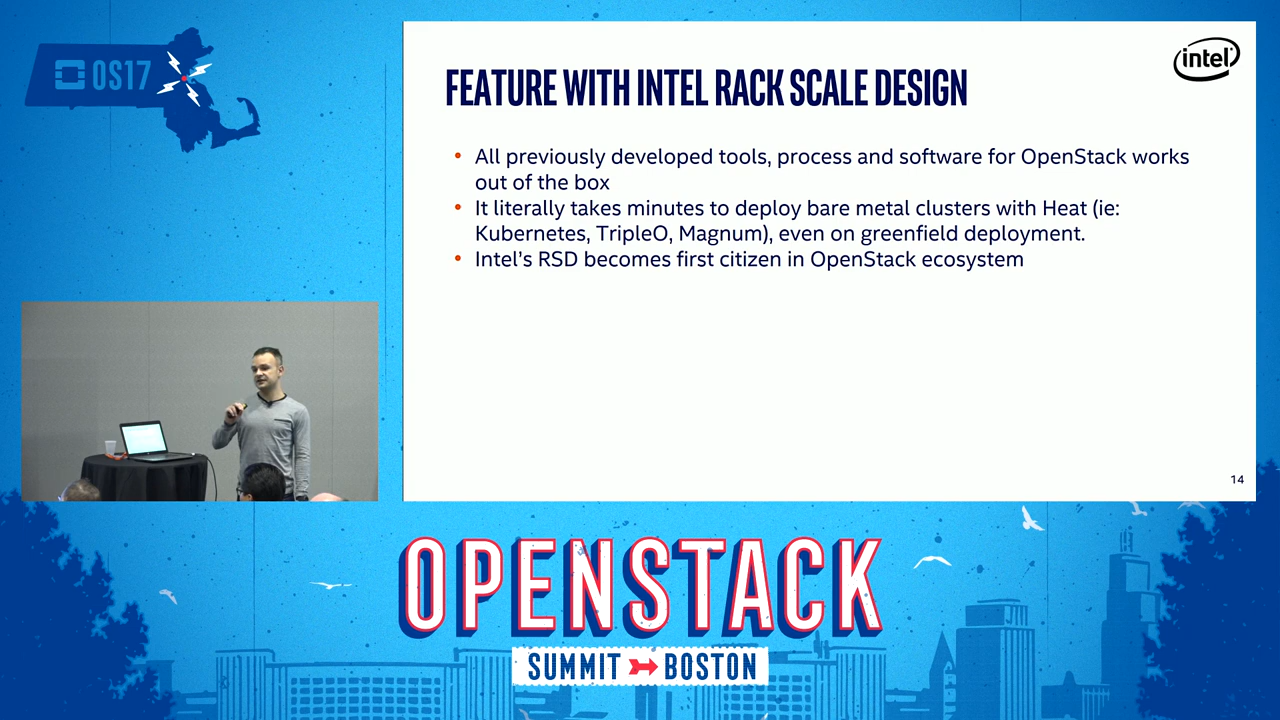 OS17
intel
FEATURE WITH INTEL RACK SCALE DESIGN
• All previously developed tools, process and software for OpenStack works
out of the box
• It literally takes minutes to deploy bare metal clusters with Heat (ie:
Kubernetes, TripleO, Magnum), even on greenfield deployment.
• Intel’s RSD becomes first citizen in OpenStack ecosystem
14
OPENSTACK
SUMMIT BOSTON